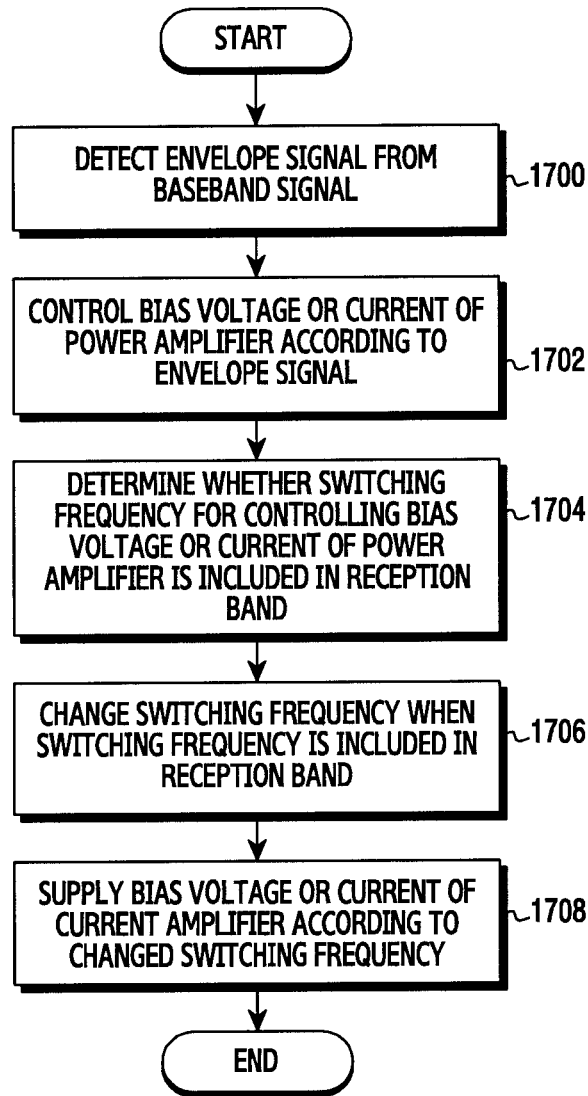 START
DETECT ENVELOPE SIGNAL FROM
BASEBAND SIGNAL
1700
CONTROL BIAS VOLTAGE OR CURRENT OF
POWER AMPLIFIER ACCORDING TO
ENVELOPE SIGNAL
1702
DETERMINE WHETHER SWITCHING
FREQUENCY FOR CONTROLLING BIAS
VOLTAGE OR CURRENT OF POWER
AMPLIFIER IS INCLUDED IN RECEPTION
BAND
1704
CHANGE SWITCHING FREQUENCY WHEN
SWITCHING FREQUENCY IS INCLUDED IN
RECEPTION BAND
1706
SUPPLY BIAS VOLTAGE OR CURRENT OF
CURRENT AMPLIFIER ACCORDING TO
CHANGED SWITCHING FREQUENCY
1708
END